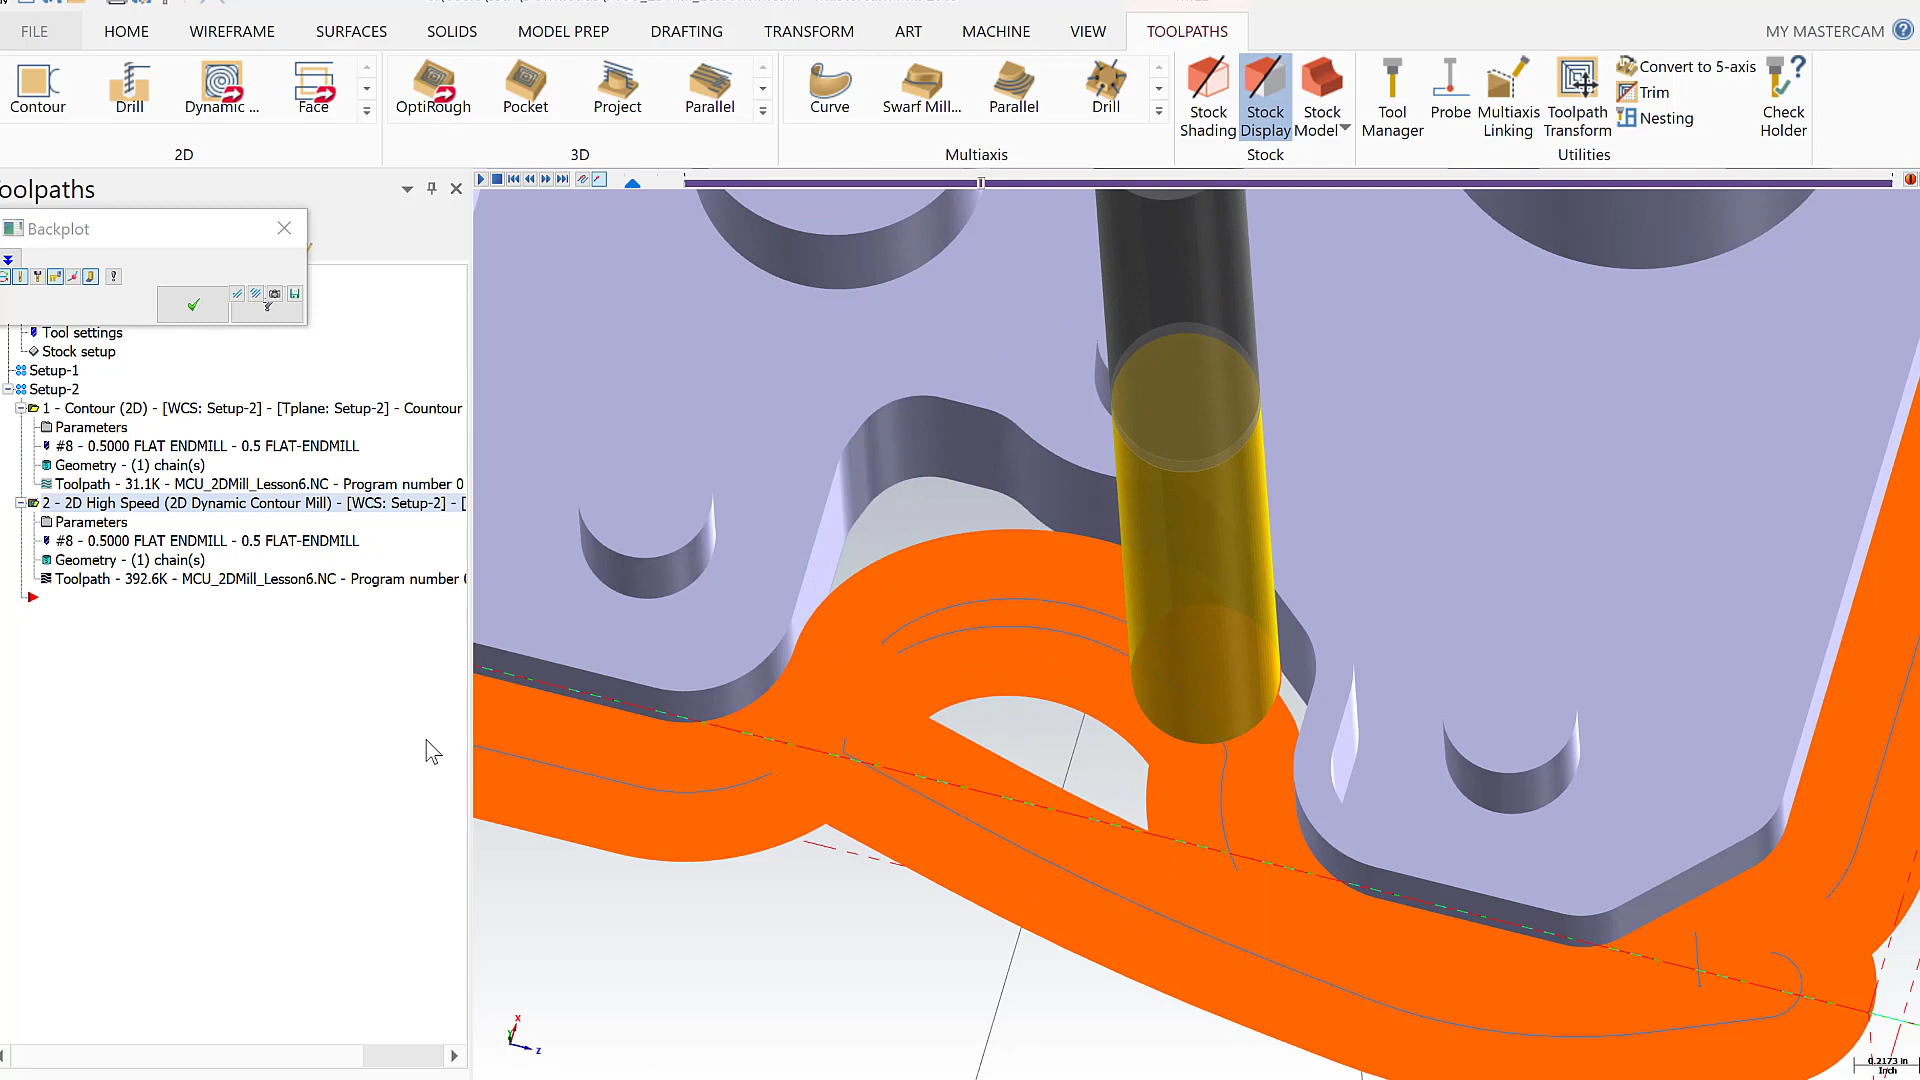 FILE
HOME
WIREFRAME
SURFACES
SOLIDS
MODEL PREP
DRAFTING
TRANSFORM
ART
MACHINE
VIEW
TOOLPATHS
MY MASTERCAM
?
Contour
Drill
Dynamic ...
Face
2D
OptiRough
Pocket
Project
Parallel
3D
Curve
Swarf Mill...
Parallel
Drill
Multiaxis
Stock
Shading
Stock
Display
Stock
Model
Stock
Tool
Manager
Probe
Multiaxis
Linking
Toolpath
Transform
Convert to 5-axis
Trim
Nesting
Utilities
Check
Holder
oolpaths
Backplot
Tool settings
Stock setup
Setup-1
Setup-2
1 - Contour (2D) - [WCS: Setup-2] - [Tplane: Setup-2] - Countour
Parameters
#8 - 0.5000 FLAT ENDMILL - 0.5 FLAT-ENDMILL
Geometry - (1) chain(s)
Toolpath - 31.1K - MCU_2DMill_Lesson6.NC - Program number 0
2 - 2D High Speed (2D Dynamic Contour Mill) - [WCS: Setup-2] - [
Parameters
#8 - 0.5000 FLAT ENDMILL - 0.5 FLAT-ENDMILL
Geometry - (1) chain(s)
Toolpath - 392.6K - MCU_2DMill_Lesson6.NC - Program number
X
Z
0.2173 in
Inch